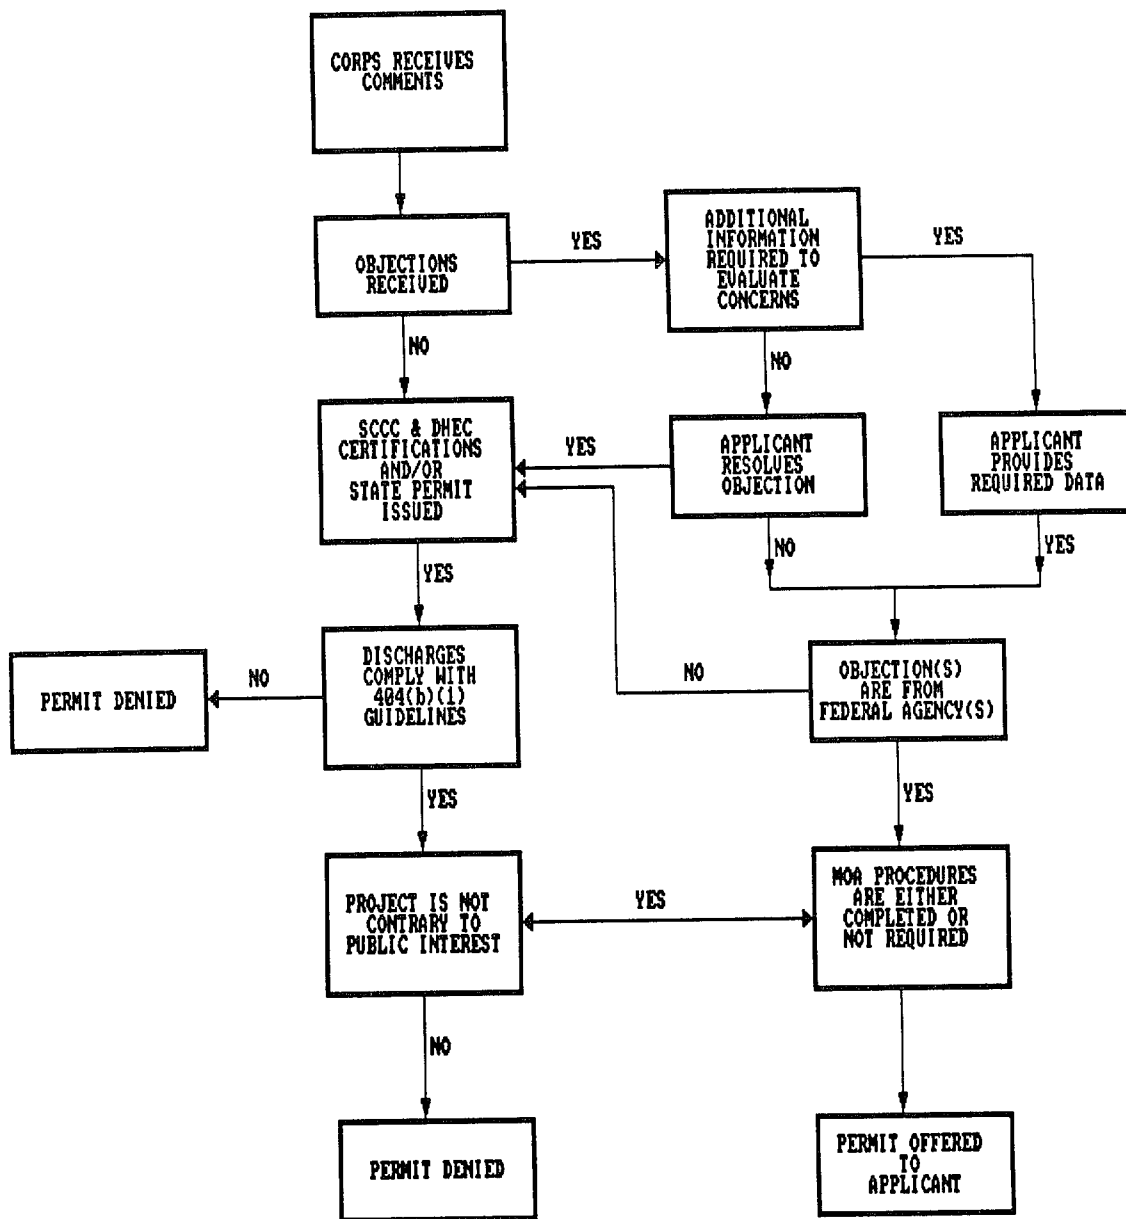 CORPS RECEIVES
COMMENTS
OBJECTIONS
RECEIVED
YES
ADDITIONAL
INFORMATION
REQUIRED TO
EVALUATE
CONCERNS
YES
NO
NO
SCCC & DHEC
CERTIFICATIONS
AND/OR
STATE PERMIT
ISSUED
YES
APPLICANT
RESOLVES
OBJECTION
APPLICANT
PROVIDES
REQUIRED DATA
YES
NO
YES
PERMIT DENIED
NO
DISCHARGES
COMPLY WITH
404(b)(1)
GUIDELINES
NO
OBJECTION(S)
ARE FROM
FEDERAL AGENCY(S)
YES
YES
PROJECT IS NOT
CONTRARY TO
PUBLIC INTEREST
YES
MOA PROCEDURES
ARE EITHER
COMPLETED OR
NOT REQUIRED
NO
PERMIT DENIED
PERMIT OFFERED
TO
APPLICANT